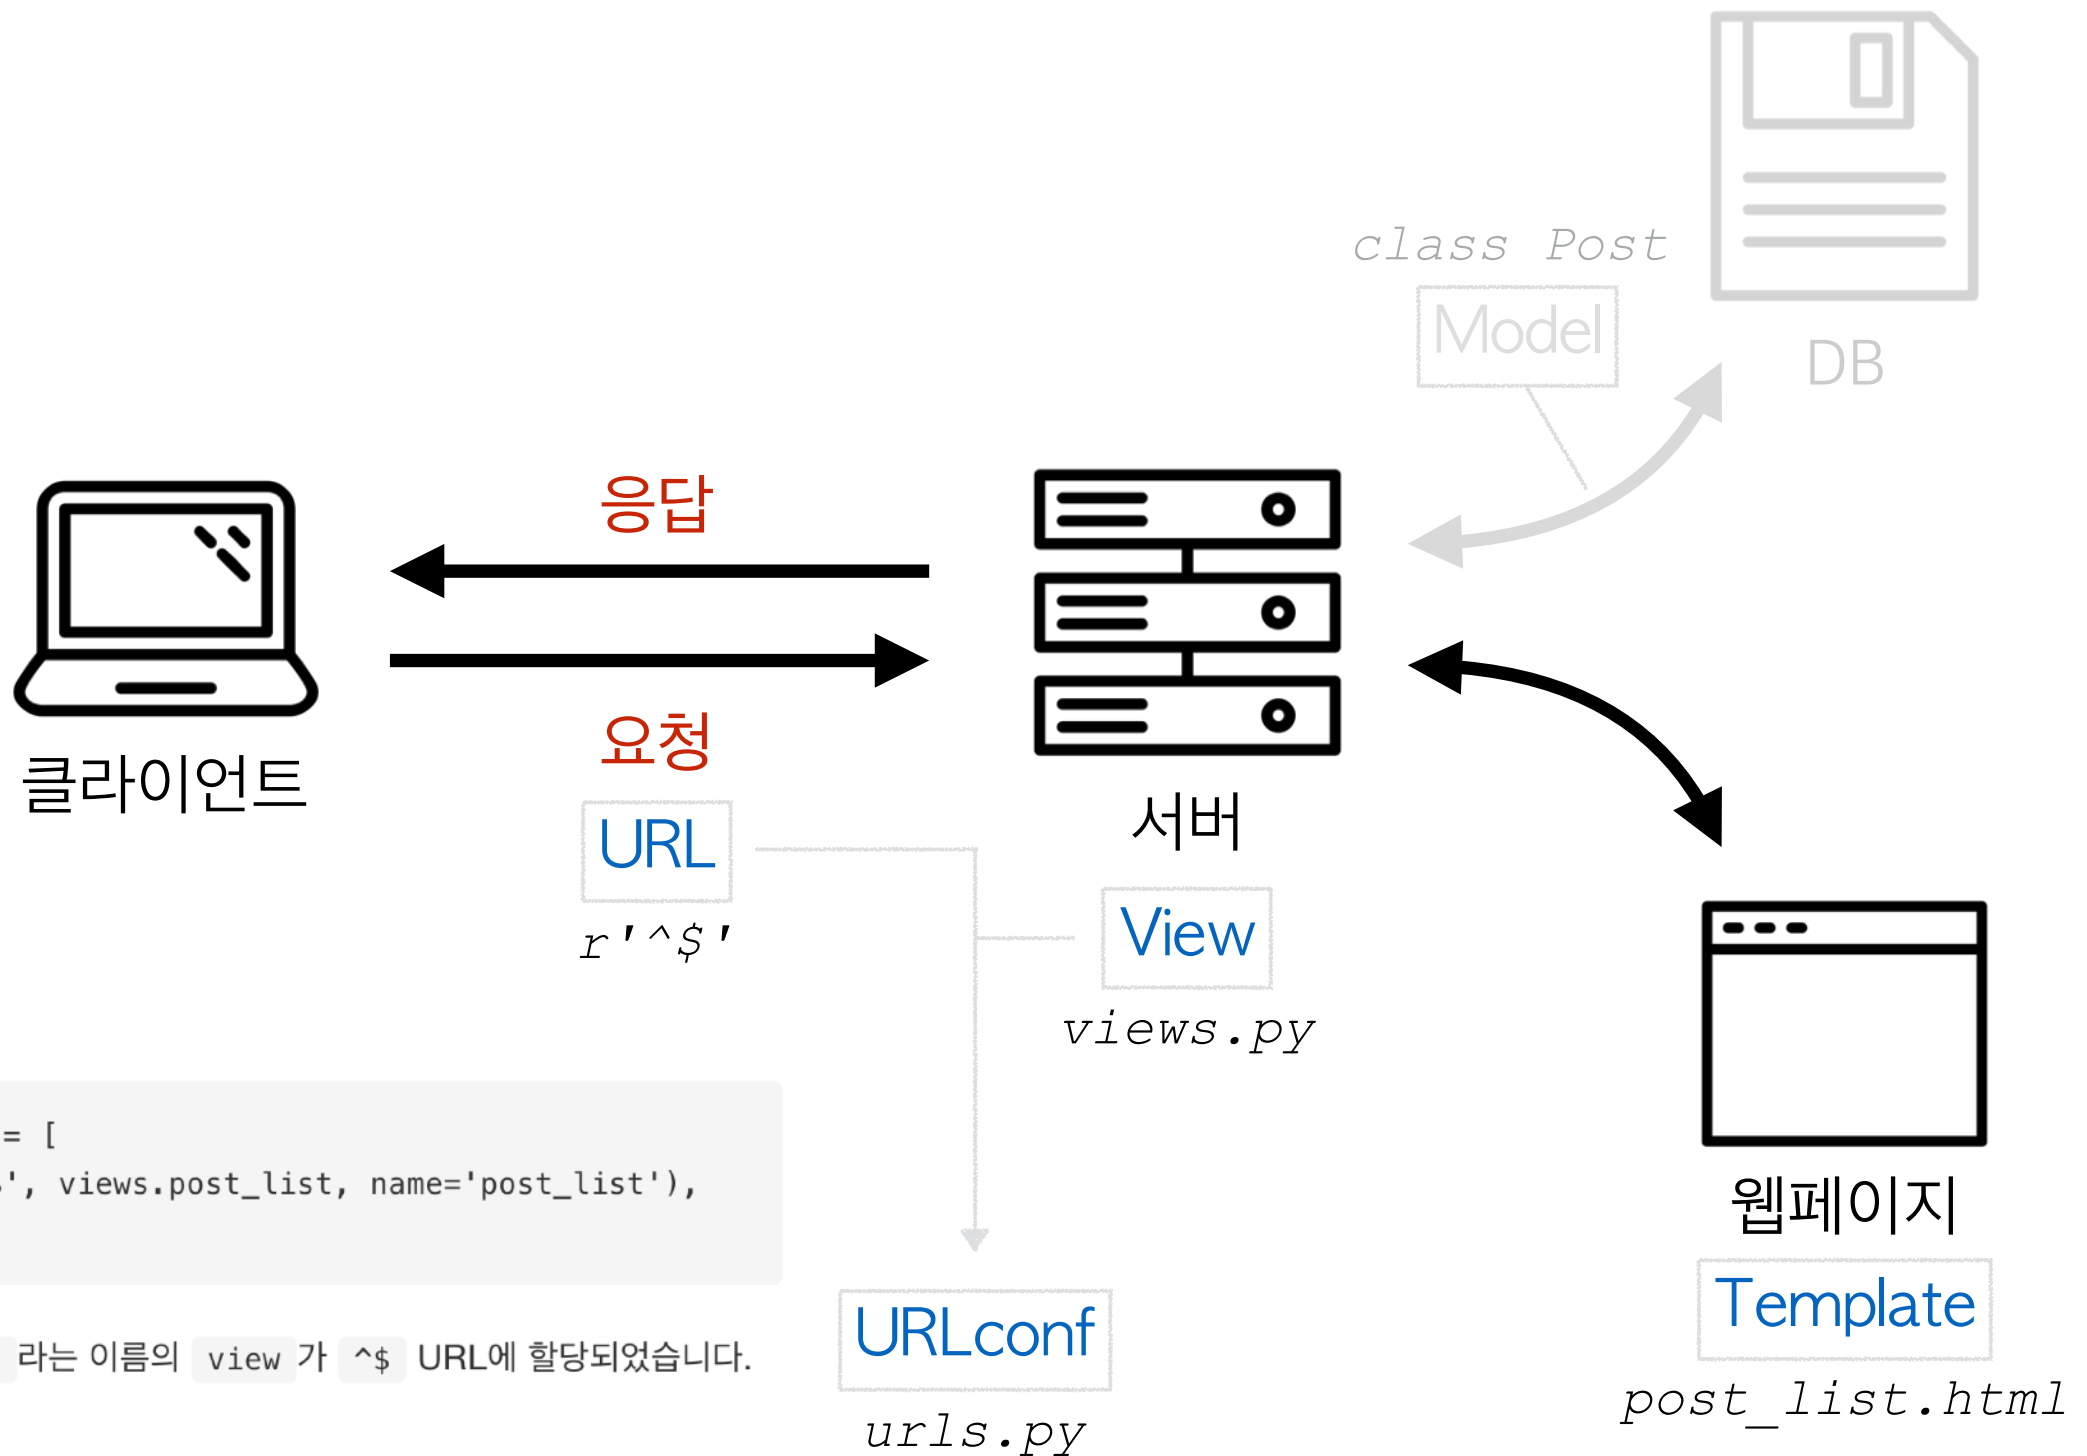 class Post
Model
DB
응답
요청
클라이언트
서버
URL
r'^$'
View
views.py
= [
', views.post_list, name='post_list'),
웹페이지
Template
post_list.html
라는 이름의 view 가 ^$ URL에 할당되었습니다.
URLconf
urls.py